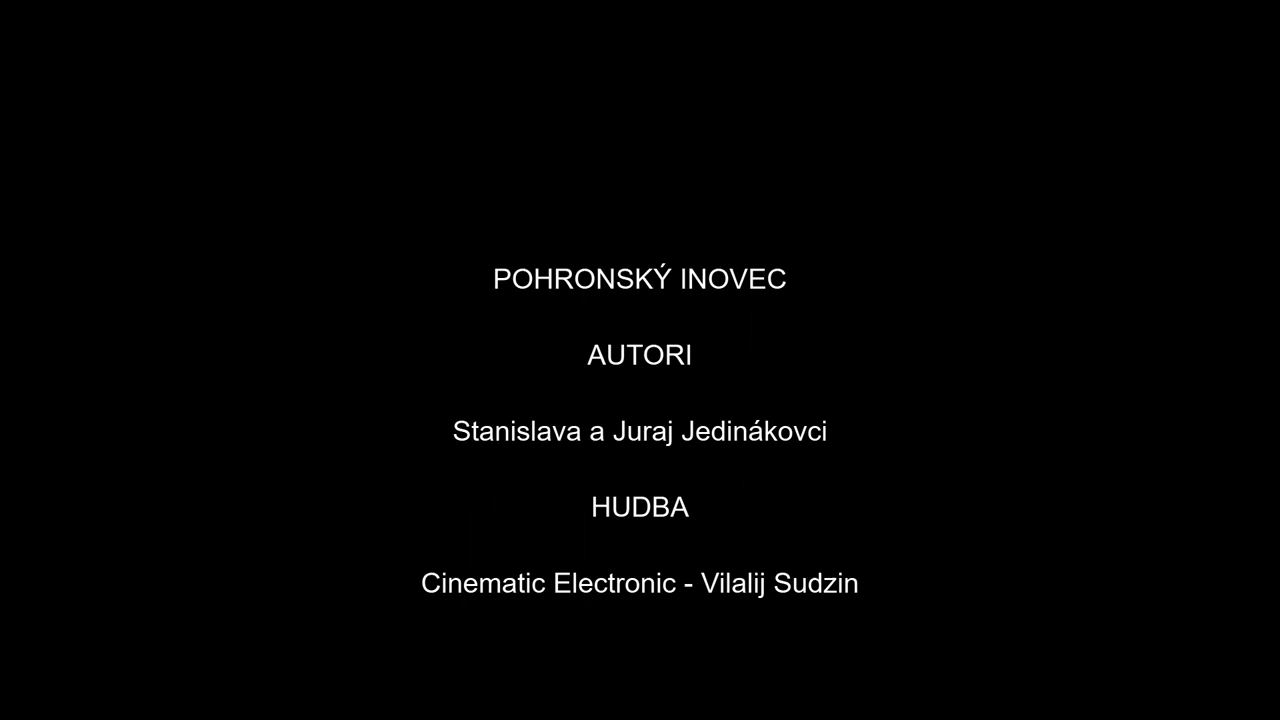 POHRONSKÝ INOVEC
AUTORI
Stanislava a Juraj Jedinákovci
HUDBA
Cinematic Electronic - Vilalij Sudzin